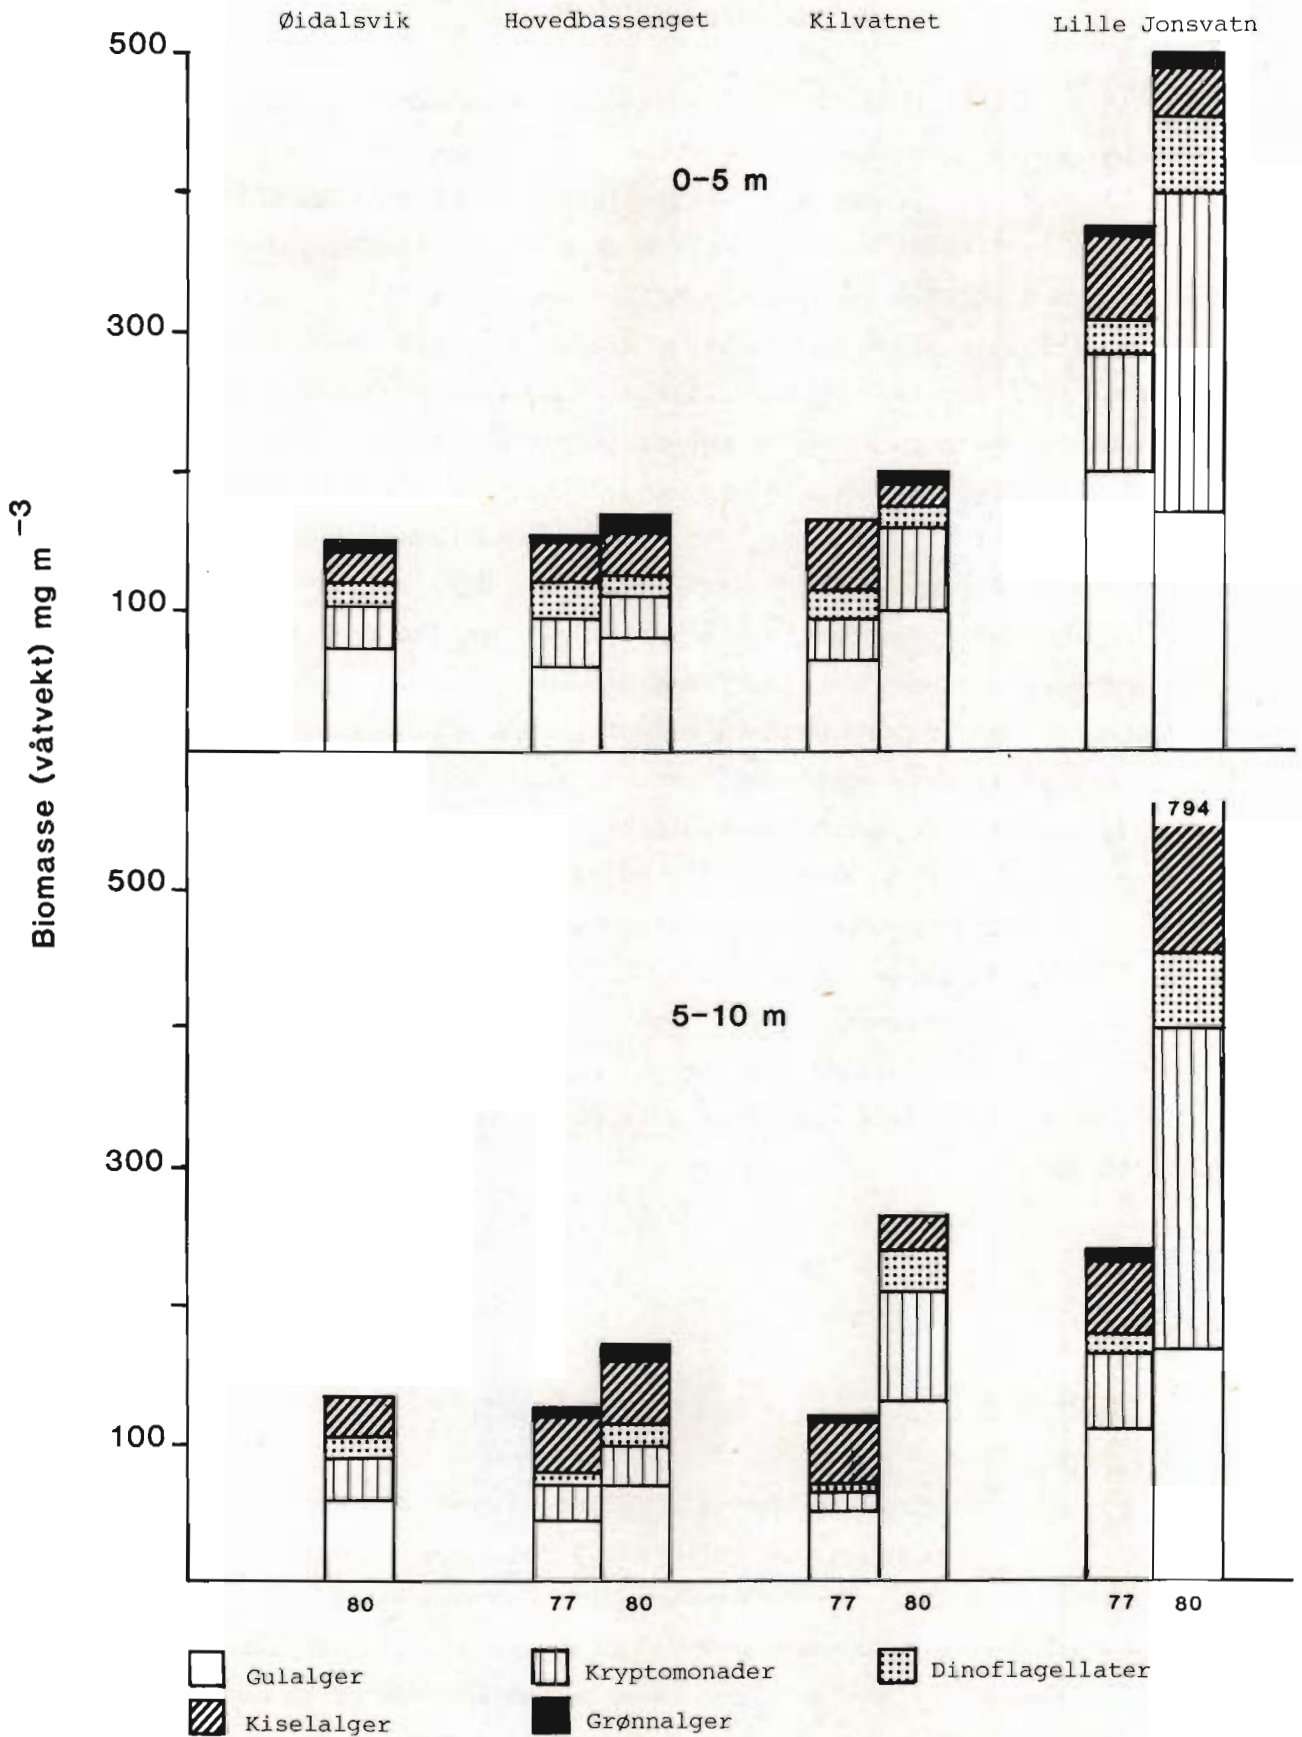 Øidalsvik Hovedbassenget Kilvatnet Lille Jonsvatn
500
0-5 m
300
100
Biomasse (våtvekt) mg m -3
794
500
5-10 m
300
100
80 77 80 77 80 77 80
Gulalger Kryptomonader Dinoflagellater
Kiselalger Grønnalger